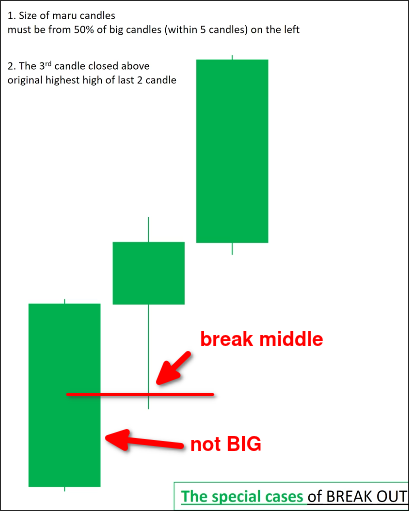 1. Size of maru candles
must be from 50% of big candles (within 5 candles) on the left
2. The 3rd candle closed above
original highest high of last 2 candle
break middle
not BIG
The special cases of BREAK OUT